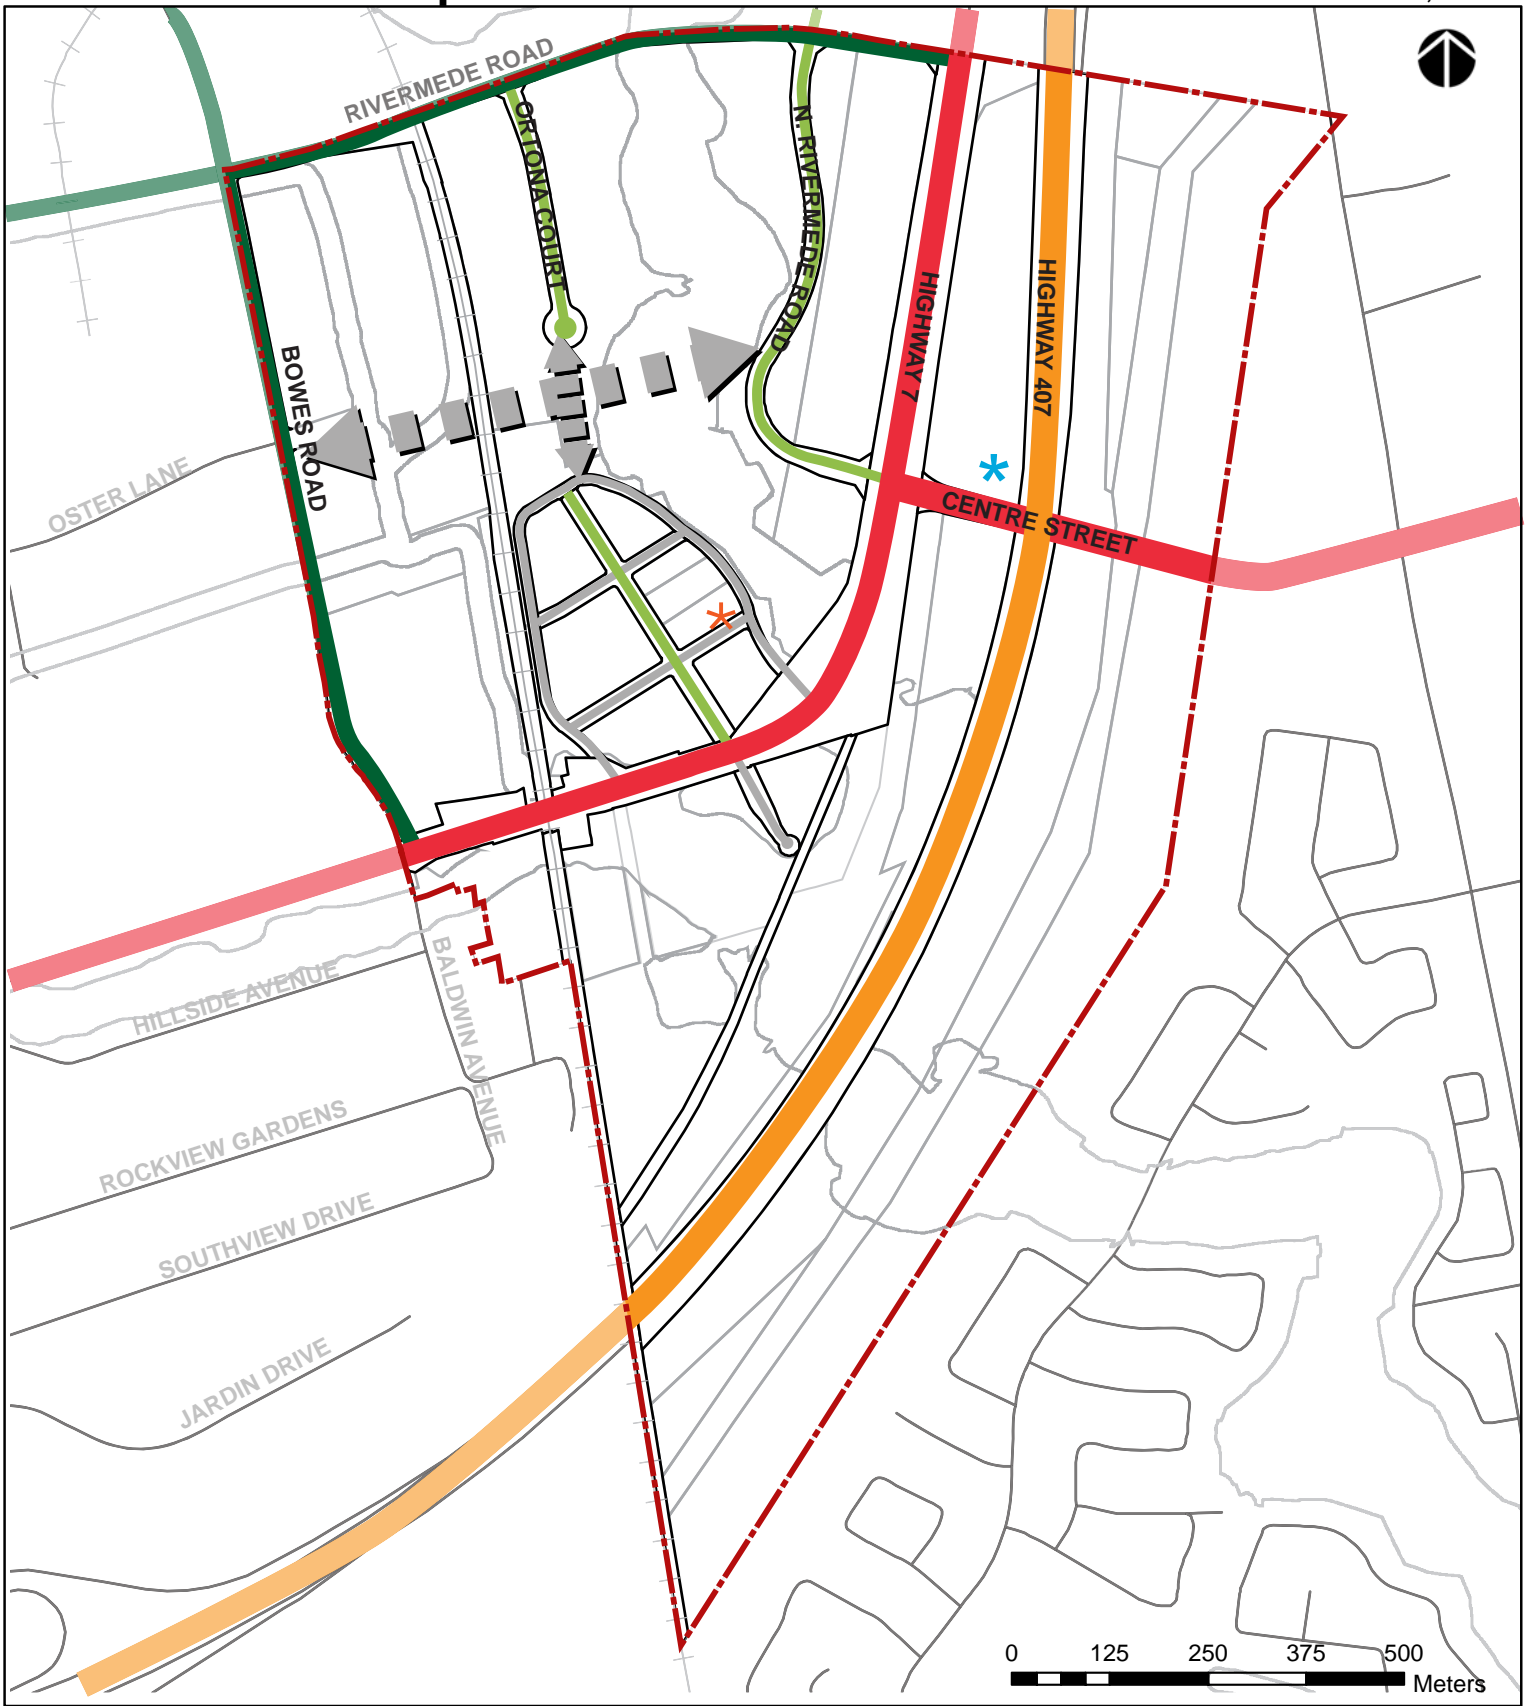 RIVERMEDE ROAD
ORTONA COURT
N. RIVERMEDE ROAD
HIGHWAY 7
HIGHWAY 407
BOWES ROAD
OSTER LANE
CENTRE STREET
HILLSIDE AVENUE
BALDWIN AVENUE
ROCKVIEW GARDENS
SOUTHVIEW DRIVE
JARDIN DRIVE
0 125 250 375 500
Meters